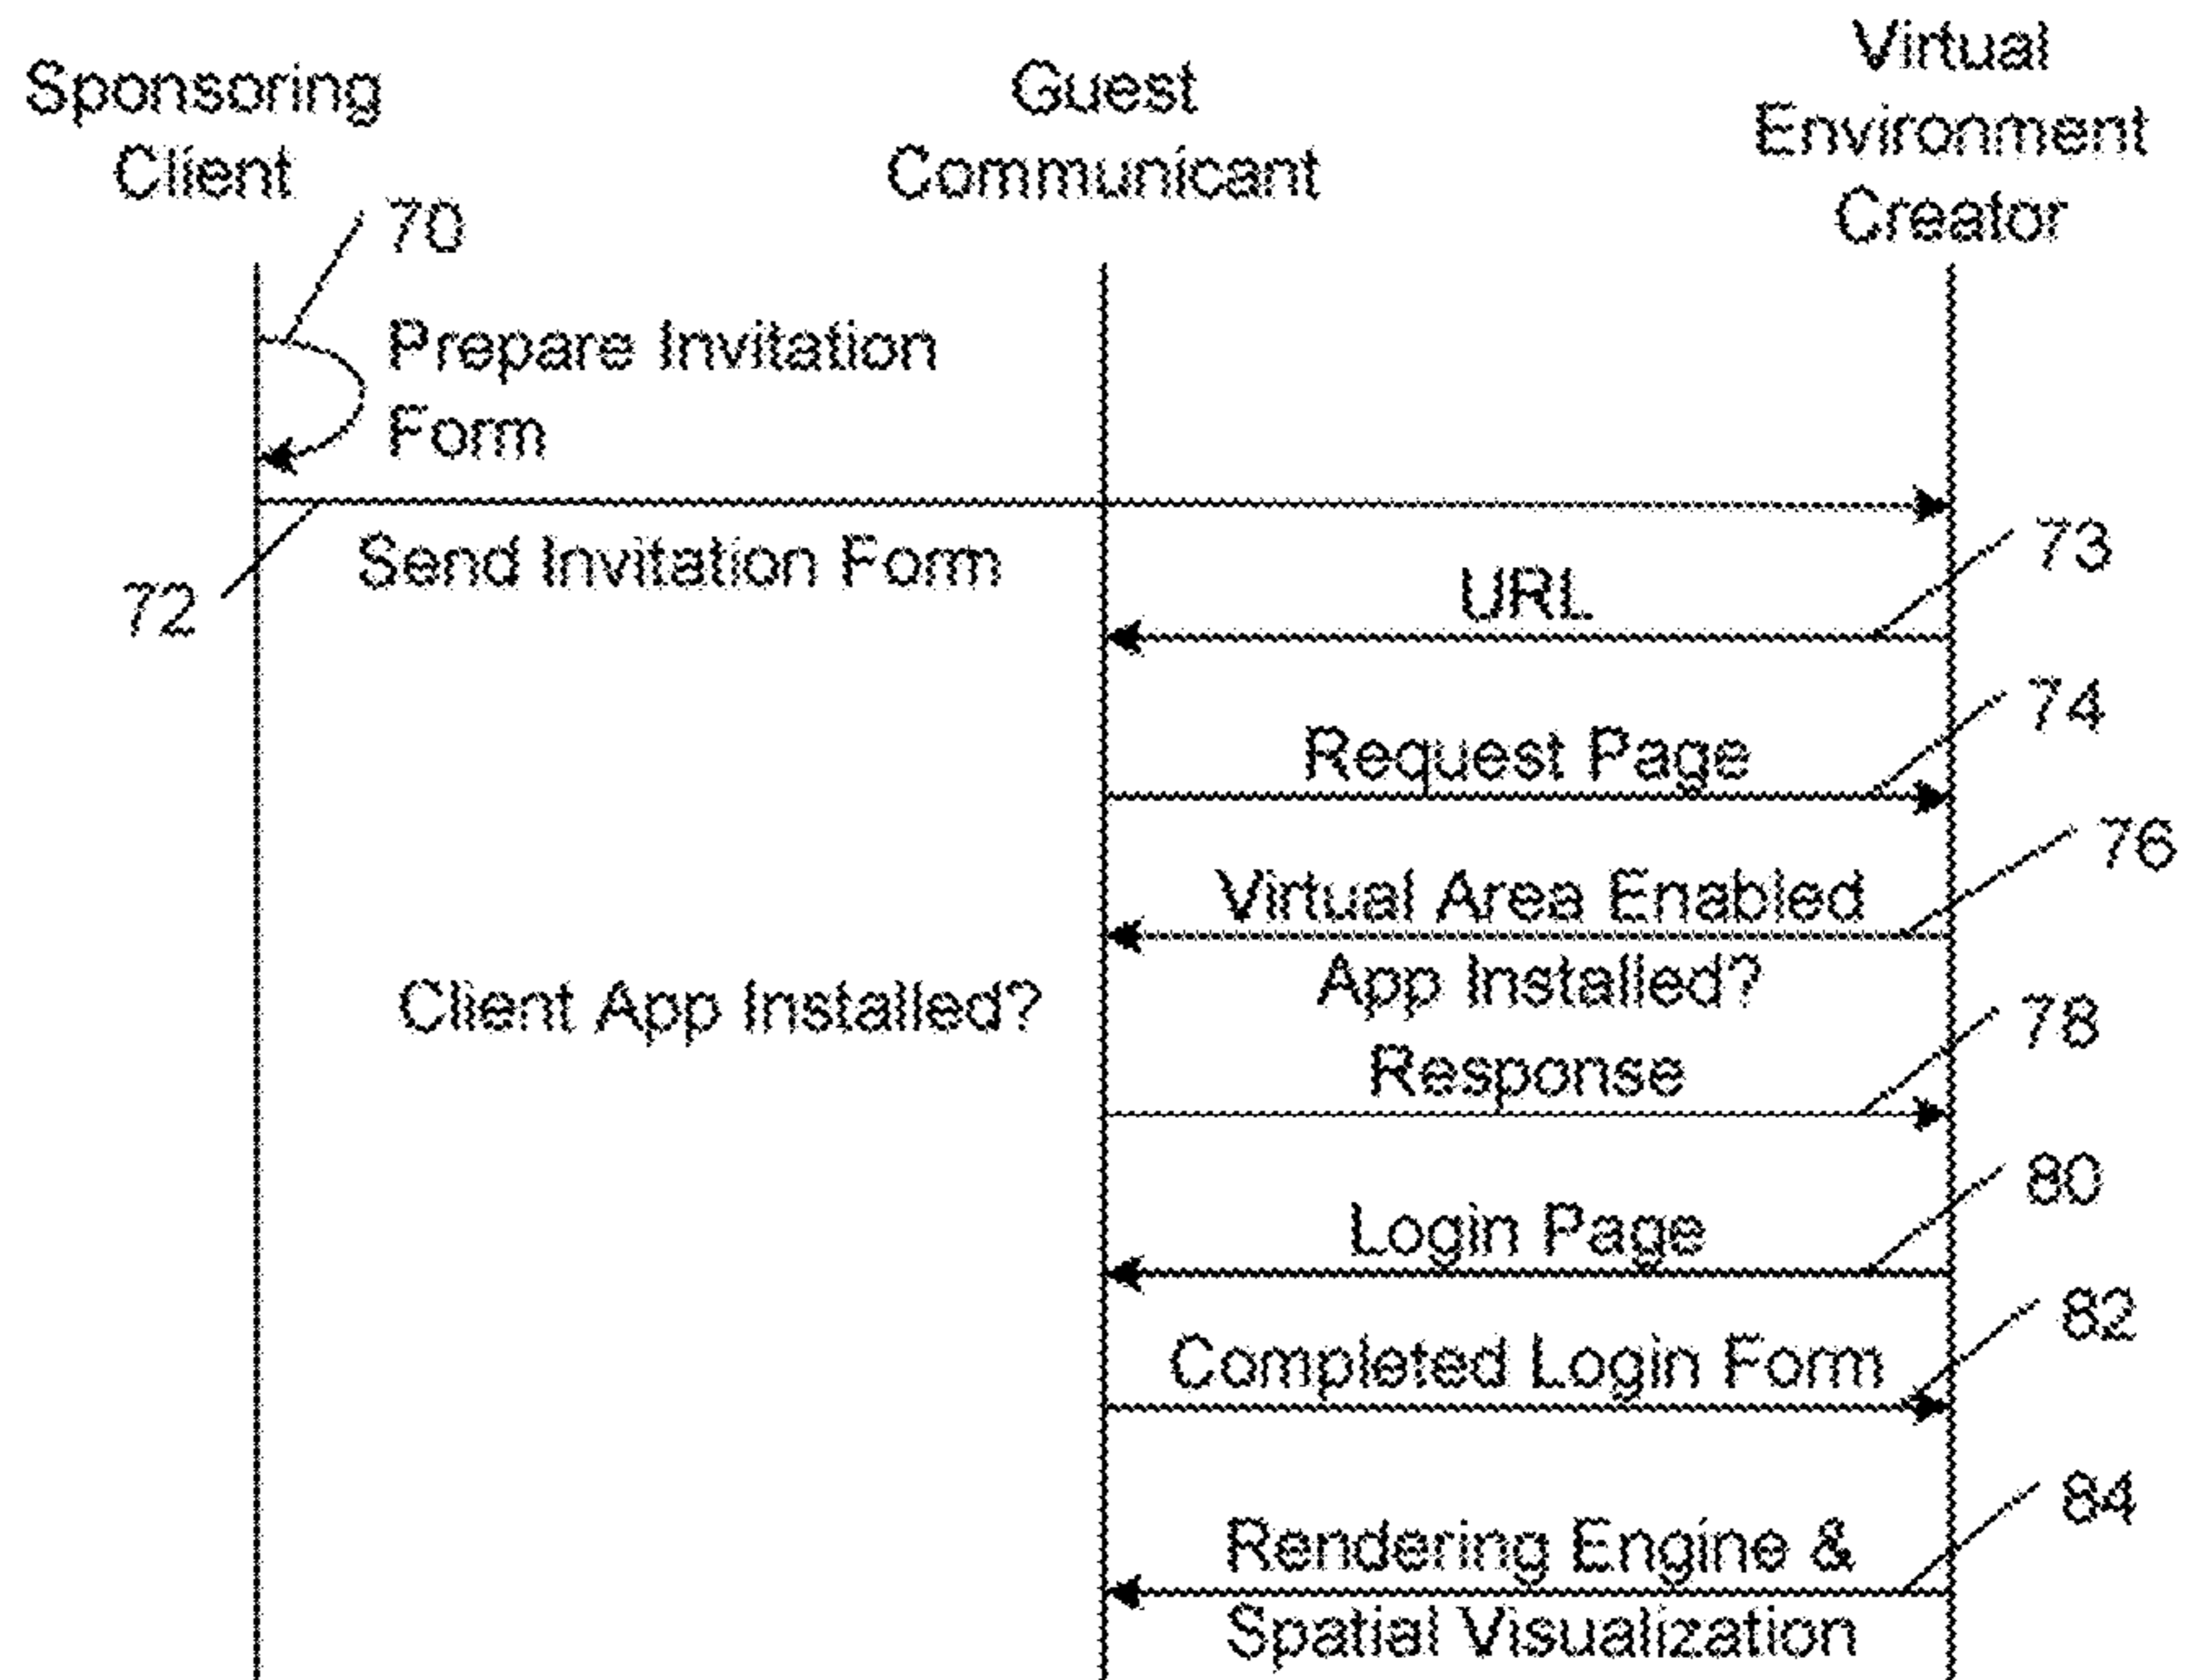 Sponsoring
Client
Guest
Communicant
Virtual
Environment
Creator
70
Prepare Invitation
Form
72
Send Invitation Form
73
URL
74
Request Page
76
Virtual Area Enabled
App Installed?
Client App Installed?
78
Response
80
Login Page
82
Completed Login Form
84
Rendering Engine &
Spatial Visualization